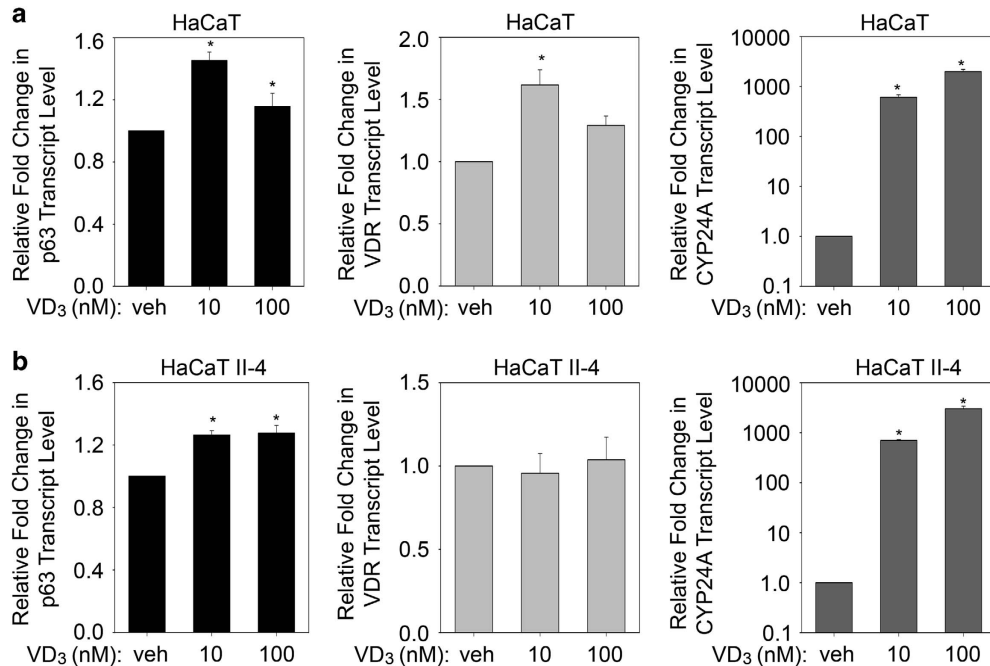 a
HaCaT
Relative Fold Change in
p63 Transcript Level
1.6
1.2
0.8
0.4
0.0
*
*
VD₃ (nM): veh 10 100
HaCaT
Relative Fold Change in
VDR Transcript Level
2.0
1.5
1.0
0.5
0.0
*
VD₃ (nM): veh 10 100
HaCaT
Relative Fold Change in
CYP24A Transcript Level
10000
1000
100
10
1.0
0.1
*
*
VD₃ (nM): veh 10 100
b
HaCaT II-4
Relative Fold Change in
p63 Transcript Level
1.6
1.2
0.8
0.4
0.0
*
*
VD₃ (nM): veh 10 100
HaCaT II-4
Relative Fold Change in
VDR Transcript Level
1.5
1.0
0.5
0.0
VD₃ (nM): veh 10 100
HaCaT II-4
Relative Fold Change in
CYP24A Transcript Level
10000
1000
100
10
1.0
0.1
*
*
VD₃ (nM): veh 10 100